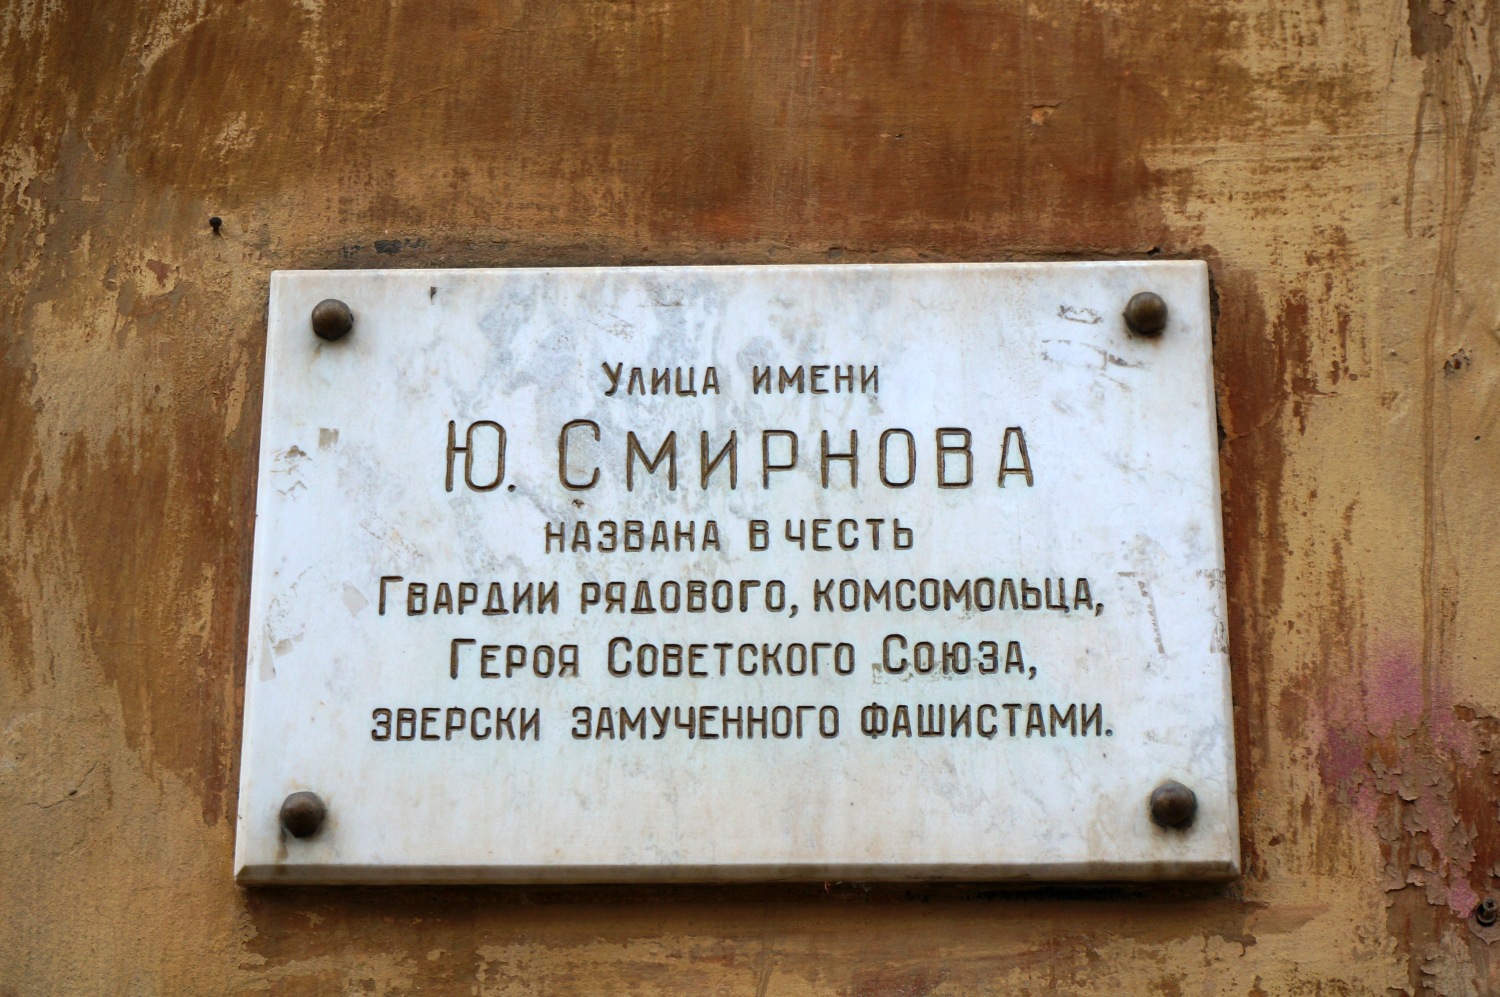 Улица имени
Ю. Смирнова
названа в честь
Гвардии рядового, комсомольца,
Героя Советского Союза,
зверски замученного фашистами.